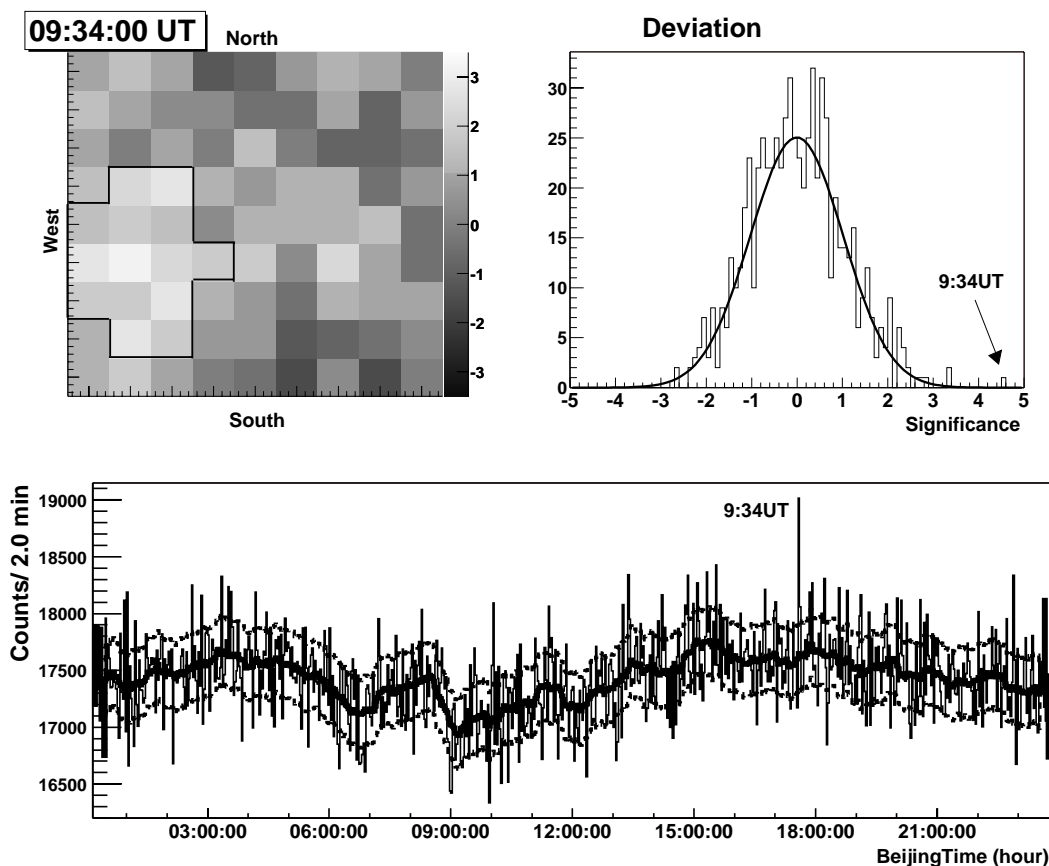 09:34:00 UT
North
West
South
3
2
1
0
-1
-2
-3
Deviation
30
25
20
15
10
5
0
-5 -4 -3 -2 -1 0 1 2 3 4 5
9:34UT
Significance
Counts/ 2.0 min
19000
18500
18000
17500
17000
16500
9:34UT
03:00:00 06:00:00 09:00:00 12:00:00 15:00:00 18:00:00 21:00:00
BeijingTime (hour)